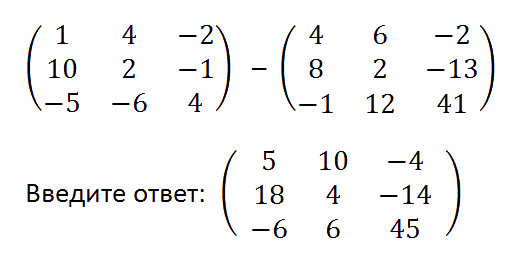 ( 1 4 −2 ) − ( 4 6 −2 )
( 10 2 −1 ) ( 8 2 −13 )
( −5 −6 4 ) ( −1 12 41 )
( 5 10 −4 )
Введите ответ: ( 18 4 −14 )
( −6 6 45 )